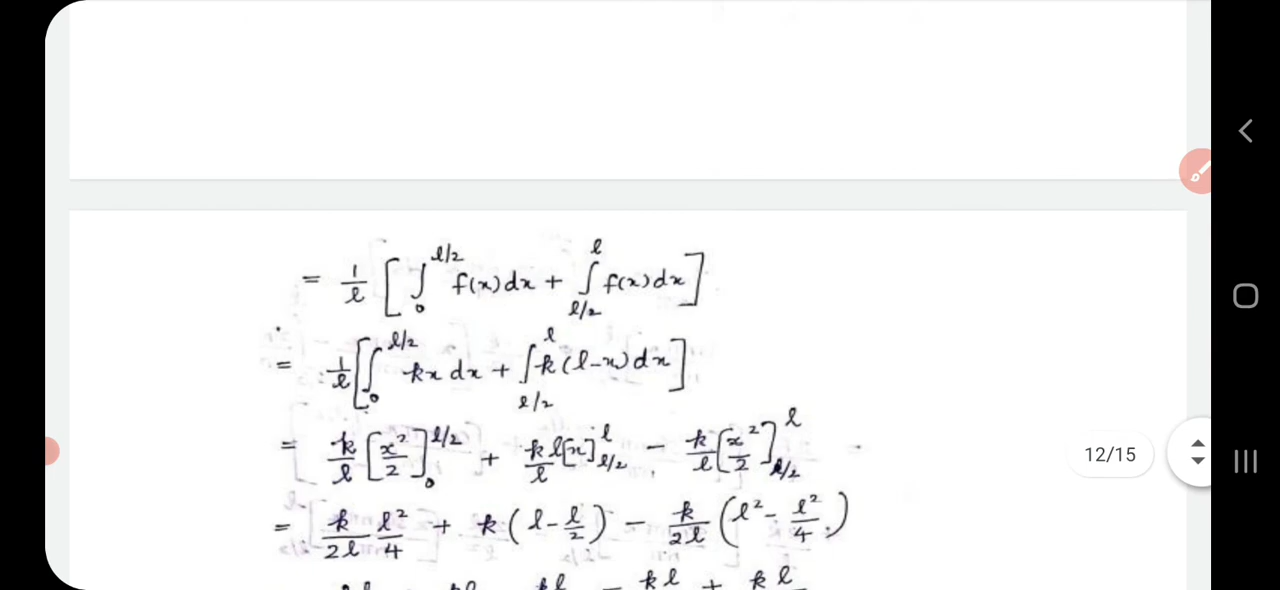 = 1/l [ ∫₀^{l/2} f(x)dx + ∫_{l/2}^{l} f(x)dx ]
= 1/l [ ∫₀^{l/2} kx dx + ∫_{l/2}^{l} k(l-x)dx ]
= k/l [x²/2]₀^{l/2} + k/l l[x]_{l/2}^{l} - k/l [x²/2]_{l/2}^{l}
12/15
= k/2l l²/4 + k(l - l/2) - k/2l (l² - l²/4)